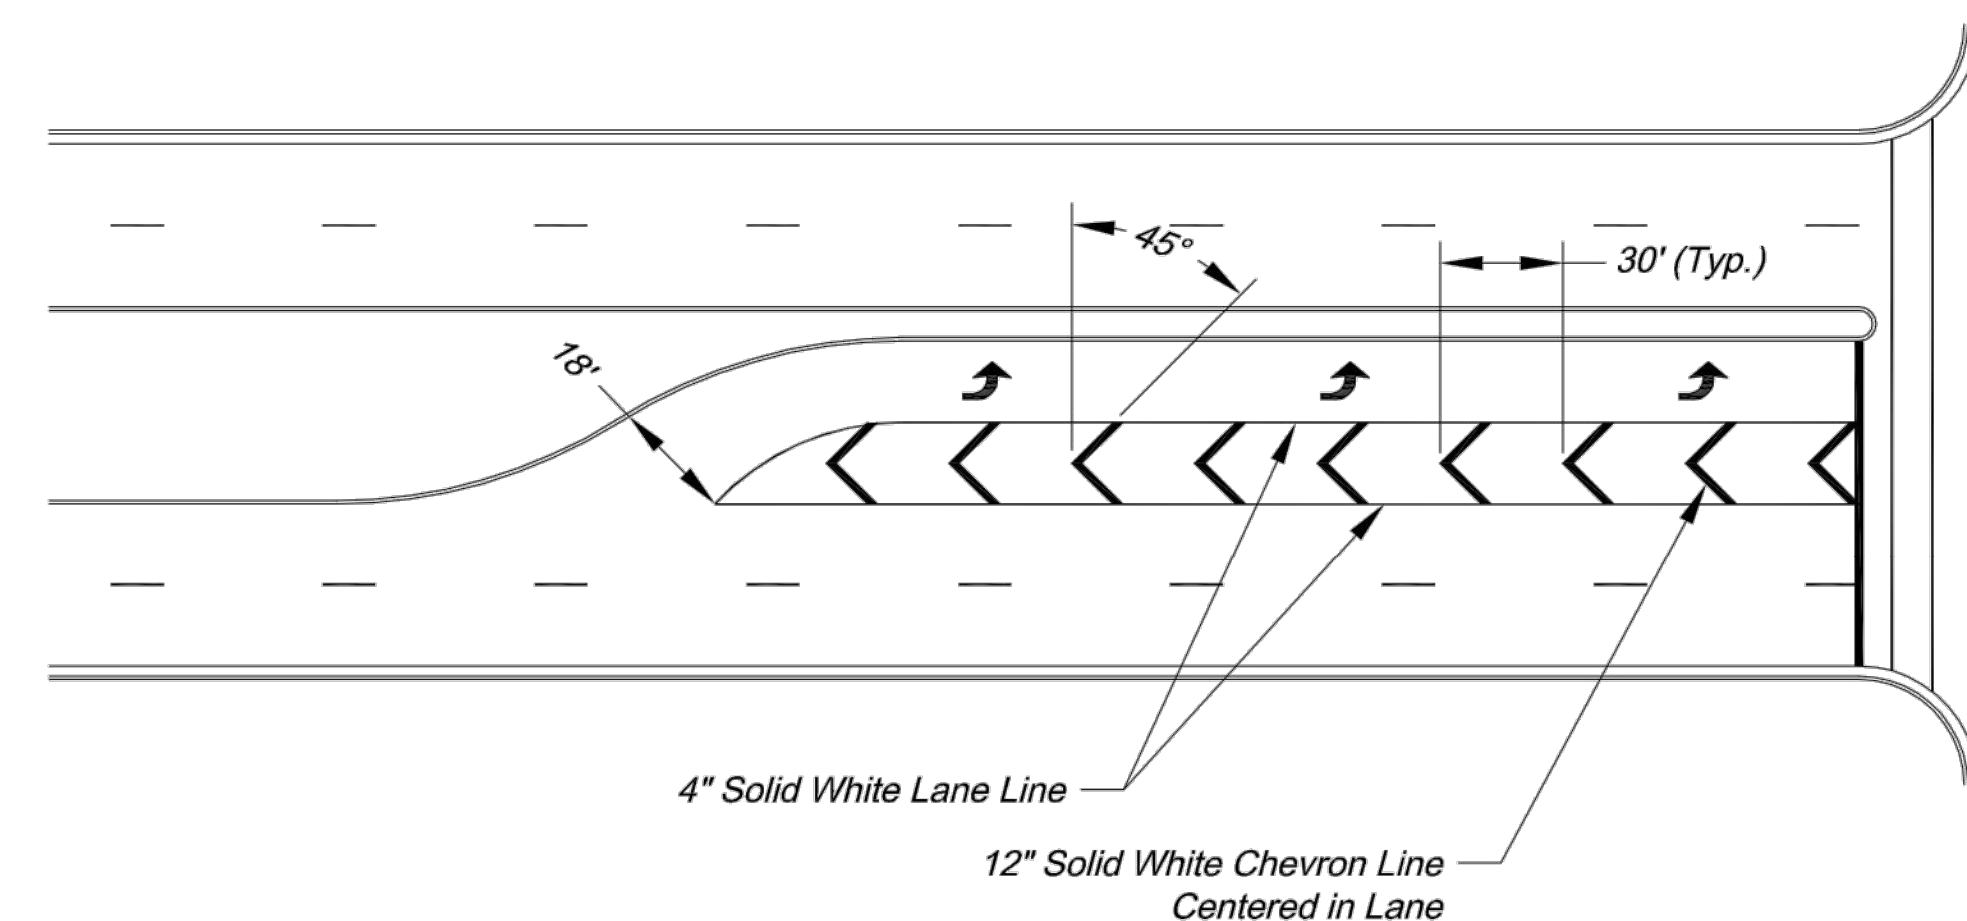 45°
30' (Typ.)
18'
4" Solid White Lane Line
12" Solid White Chevron Line
Centered in Lane